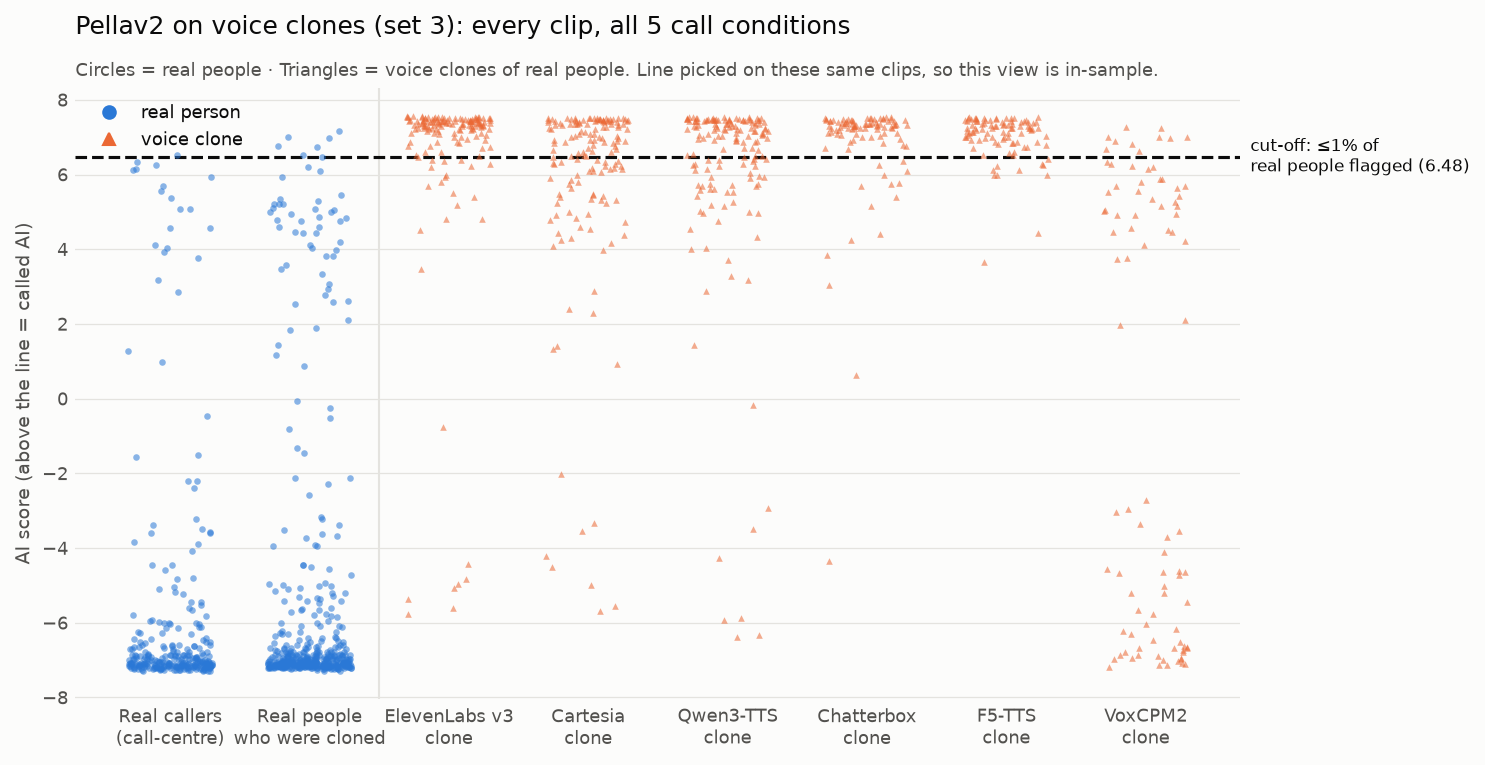 Pellav2 on voice clones (set 3): every clip, all 5 call conditions
Circles = real people · Triangles = voice clones of real people. Line picked on these same clips, so this view is in-sample.
real person
voice clone
cut-off: ≤1% of
real people flagged (6.48)
AI score (above the line = called AI)
8
6
4
2
0
−2
−4
−6
−8
Real callers
(call-centre)
Real people
who were cloned
ElevenLabs v3
clone
Cartesia
clone
Qwen3-TTS
clone
Chatterbox
clone
F5-TTS
clone
VoxCPM2
clone